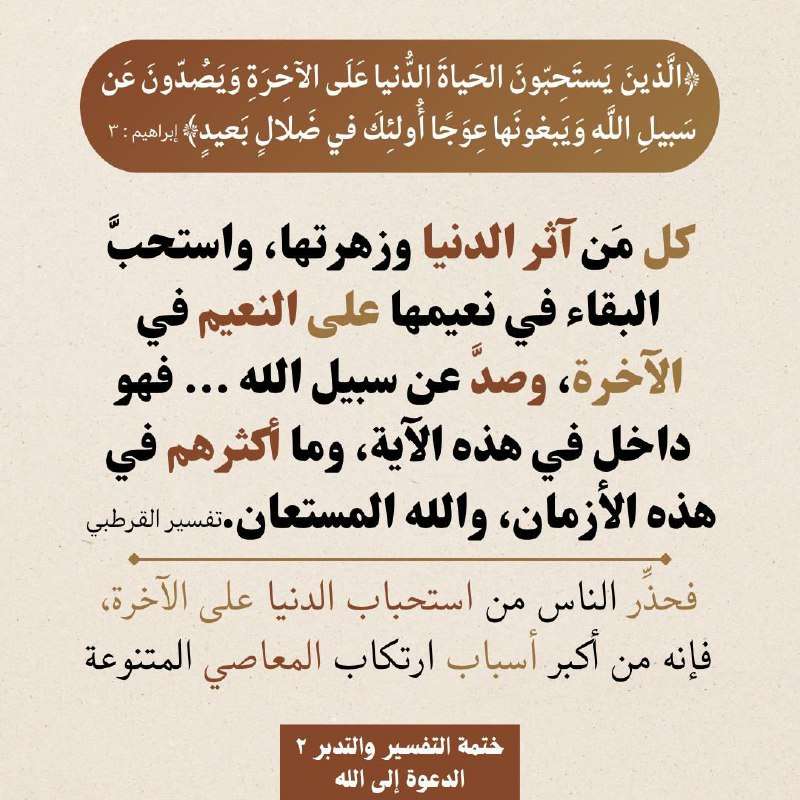 ﴿الَّذينَ يَستَحِبّونَ الحَياةَ الدُّنيا عَلَى الآخِرَةِ وَيَصُدّونَ عَن
سَبيلِ اللَّهِ وَيَبغونَها عِوَجًا أُولئِكَ في ضَلالٍ بَعيدٍ﴾ إبراهيم : ٣
كل مَن آثر الدنيا وزهرتها، واستحبَّ
البقاء في نعيمها على النعيم في
الآخرة، وصدَّ عن سبيل الله ... فهو
داخل في هذه الآية، وما أكثرهم في
هذه الأزمان، والله المستعان. تفسير القرطبي
فحذِّر الناس من استحباب الدنيا على الآخرة،
فإنه من أكبر أسباب ارتكاب المعاصي المتنوعة
ختمة التفسير والتدبر ٢
الدعوة إلى الله